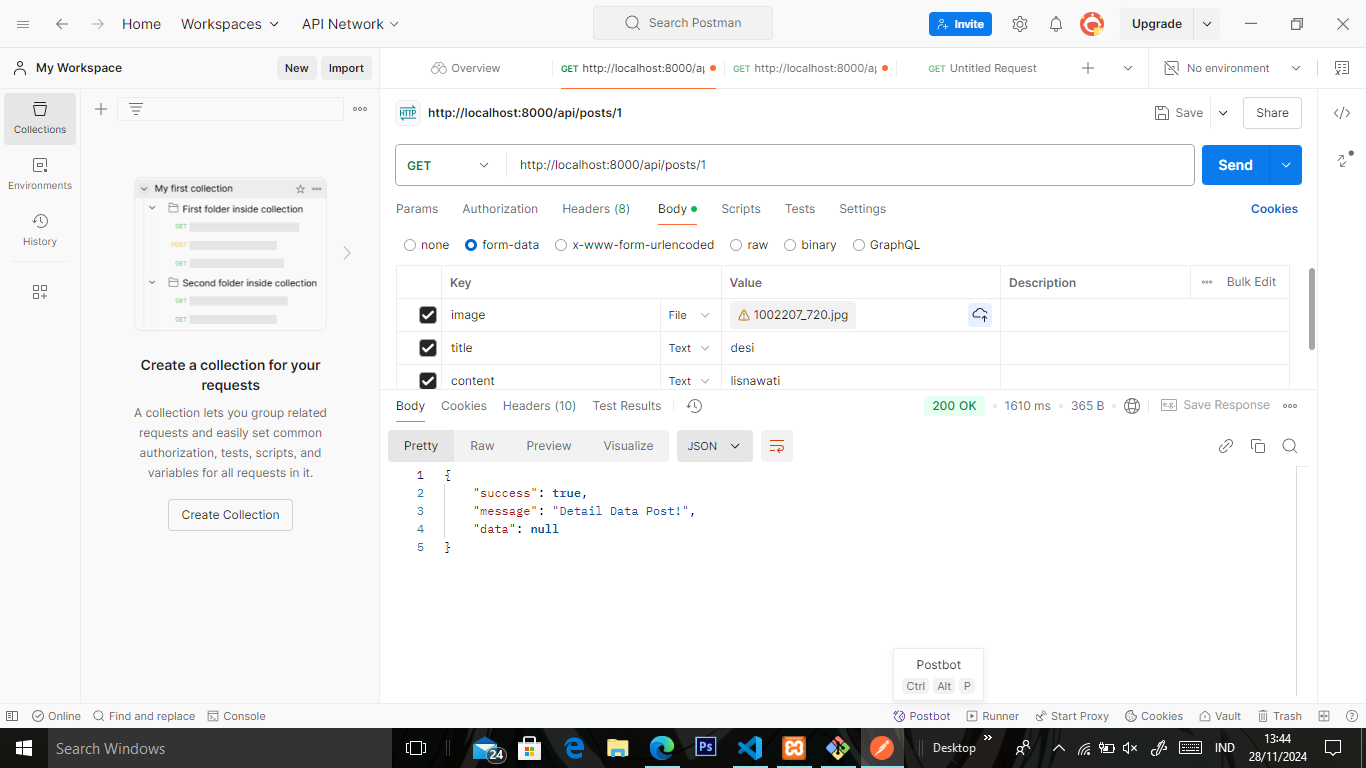 Home Workspaces API Network Search Postman Invite Upgrade
My Workspace New Import Overview GET http://localhost:8000/ap GET http://localhost:8000/ap GET Untitled Request No environment
Collections
Environments
History
My first collection
First folder inside collection
GET
POST
GET
Second folder inside collection
GET
GET
Create a collection for your
requests
A collection lets you group related
requests and easily set common
authorization, tests, scripts, and
variables for all requests in it.
Create Collection
HTTP http://localhost:8000/api/posts/1 Save Share
GET http://localhost:8000/api/posts/1 Send
Params Authorization Headers (8) Body Scripts Tests Settings Cookies
none form-data x-www-form-urlencoded raw binary GraphQL
Key Value Description Bulk Edit
image File 1002207_720.jpg
title Text desi
content Text lisnawati
Body Cookies Headers (10) Test Results 200 OK 1610 ms 365 B e.g. Save Response
Pretty Raw Preview Visualize JSON
1 {
2 "success": true,
3 "message": "Detail Data Post!",
4 "data": null
5 }
Postbot
Ctrl Alt P
Online Find and replace Console Postbot Runner Start Proxy Cookies Vault Trash
Search Windows 24 Ps Desktop IND 13:44
28/11/2024